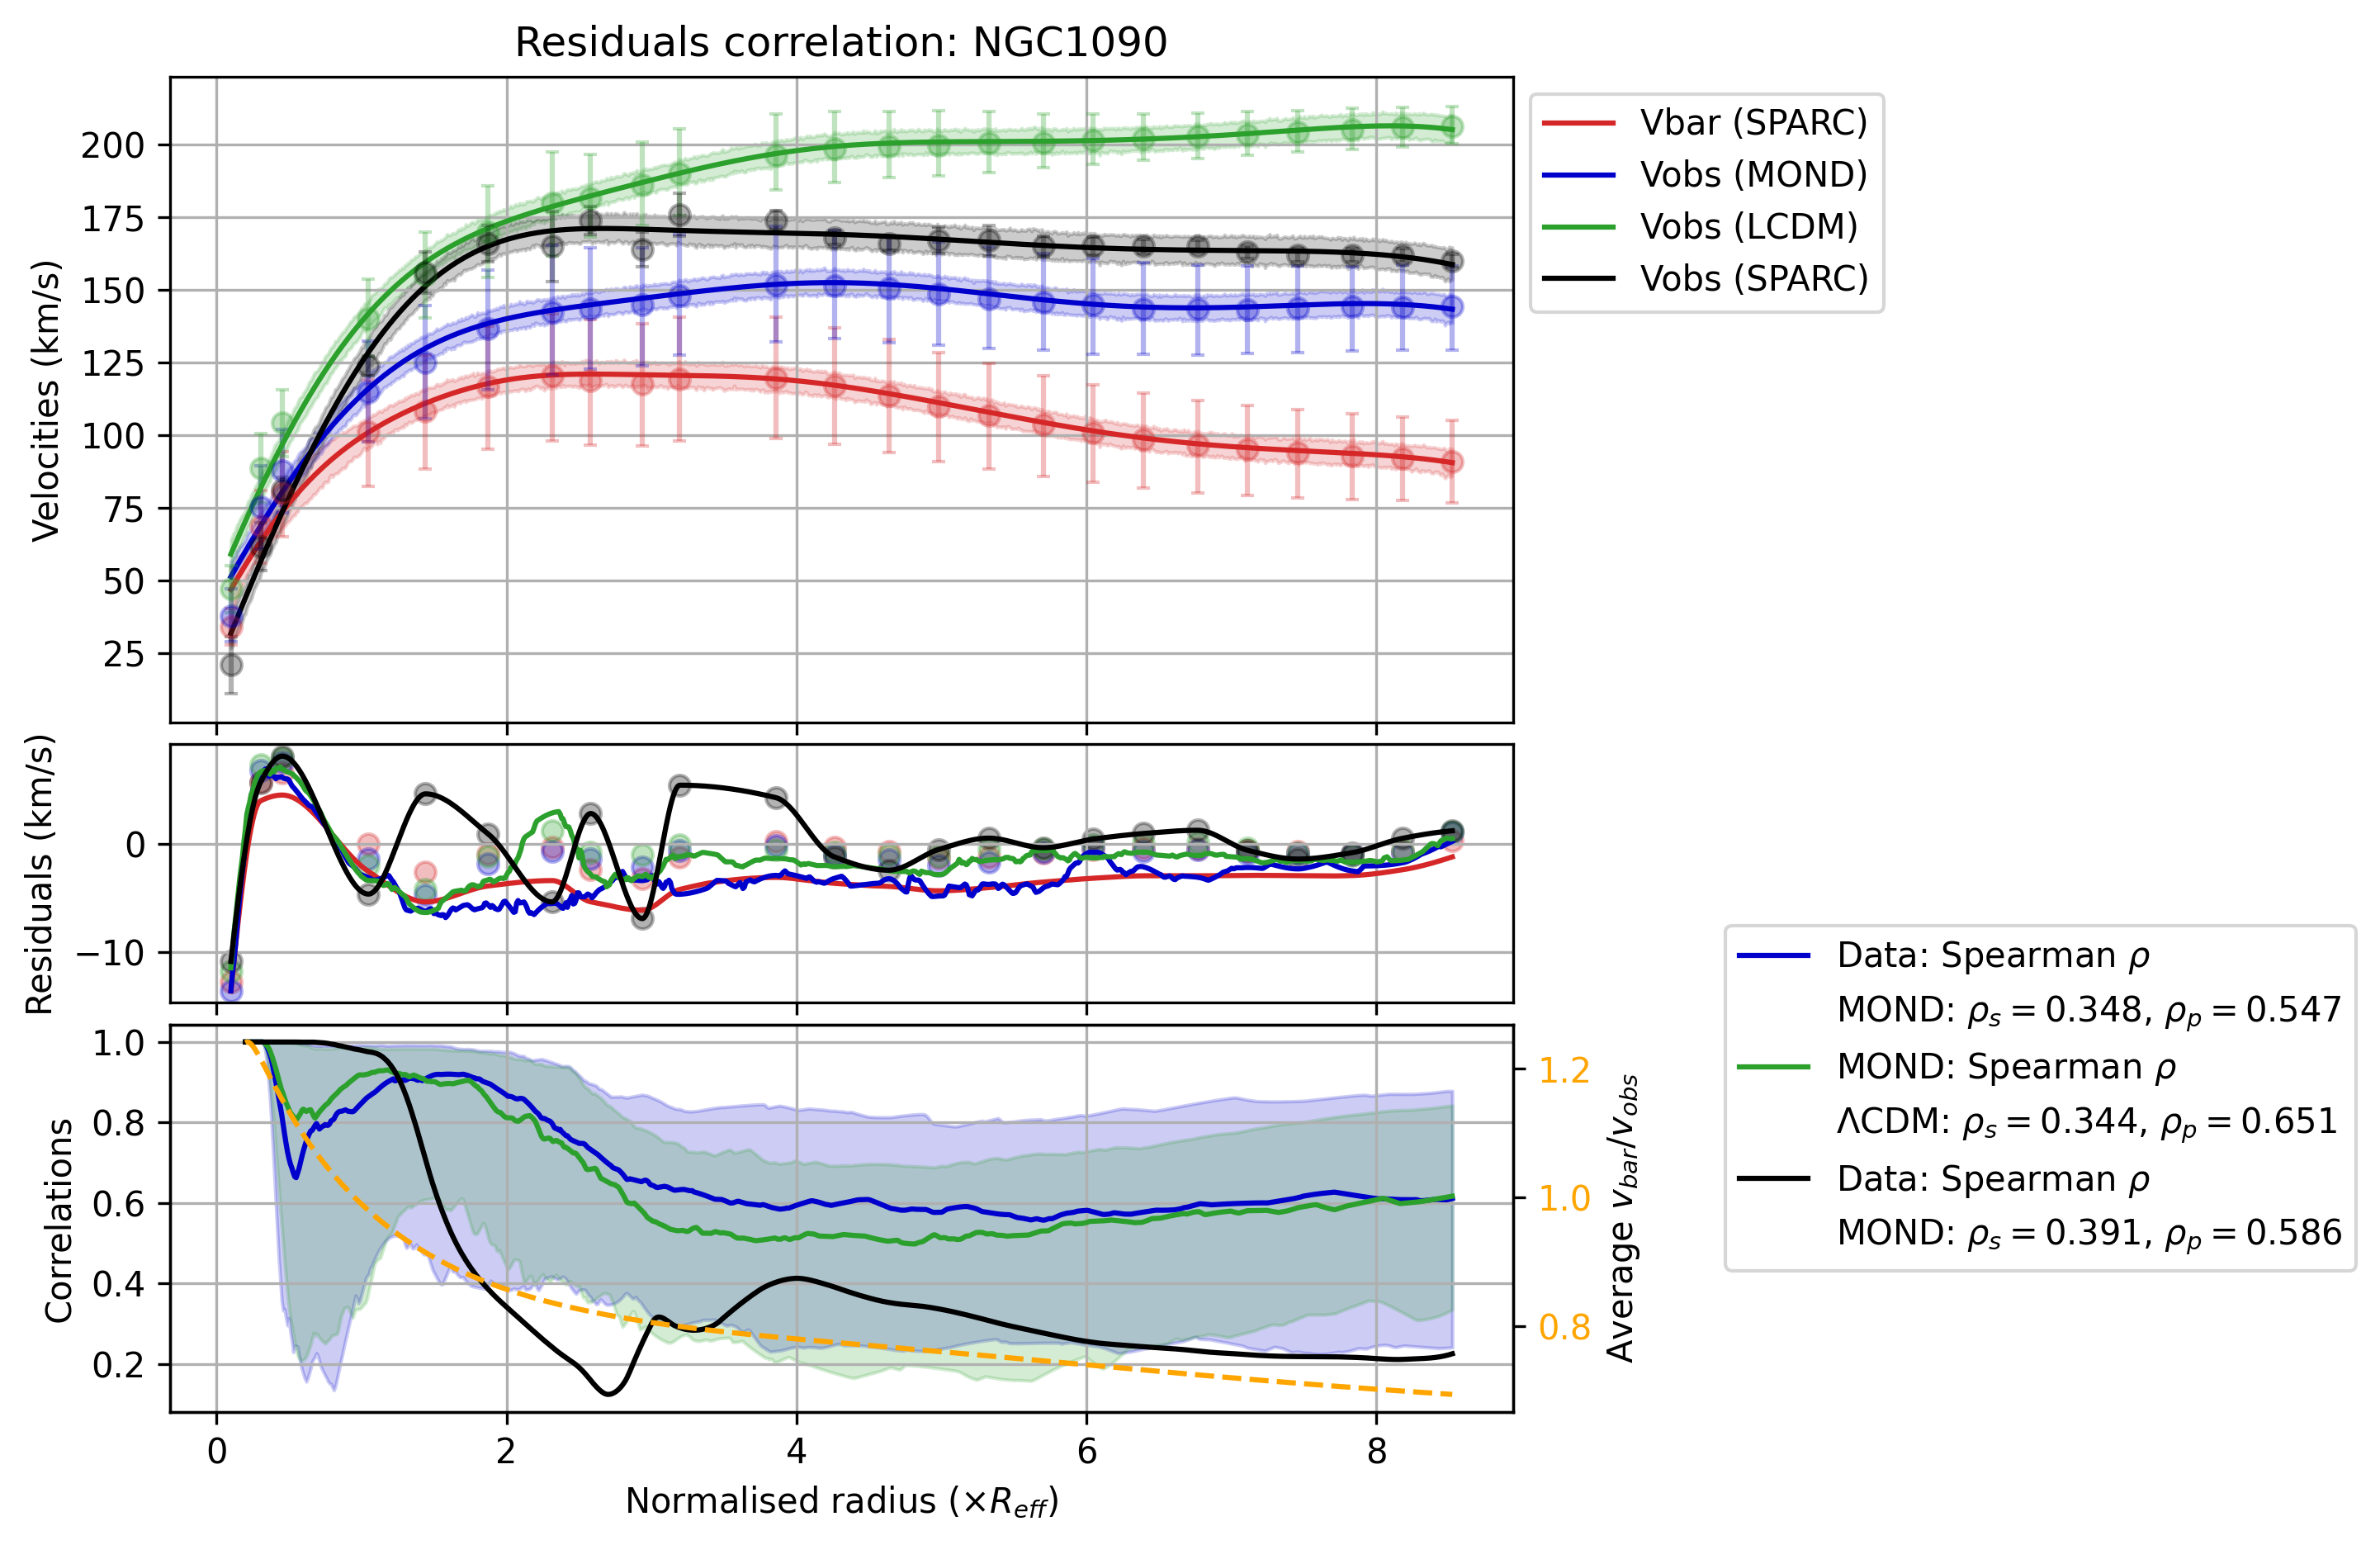 Residuals correlation: NGC1090
Velocities (km/s)
200
175
150
125
100
75
50
25
Vbar (SPARC)
Vobs (MOND)
Vobs (LCDM)
Vobs (SPARC)
Residuals (km/s)
0
−10
Correlations
1.0
0.8
0.6
0.4
0.2
1.2
1.0
0.8
Average v_bar/v_obs
Data: Spearman ρ
MOND: ρ_s = 0.348, ρ_p = 0.547
MOND: Spearman ρ
ΛCDM: ρ_s = 0.344, ρ_p = 0.651
Data: Spearman ρ
MOND: ρ_s = 0.391, ρ_p = 0.586
0 2 4 6 8
Normalised radius (×R_eff)